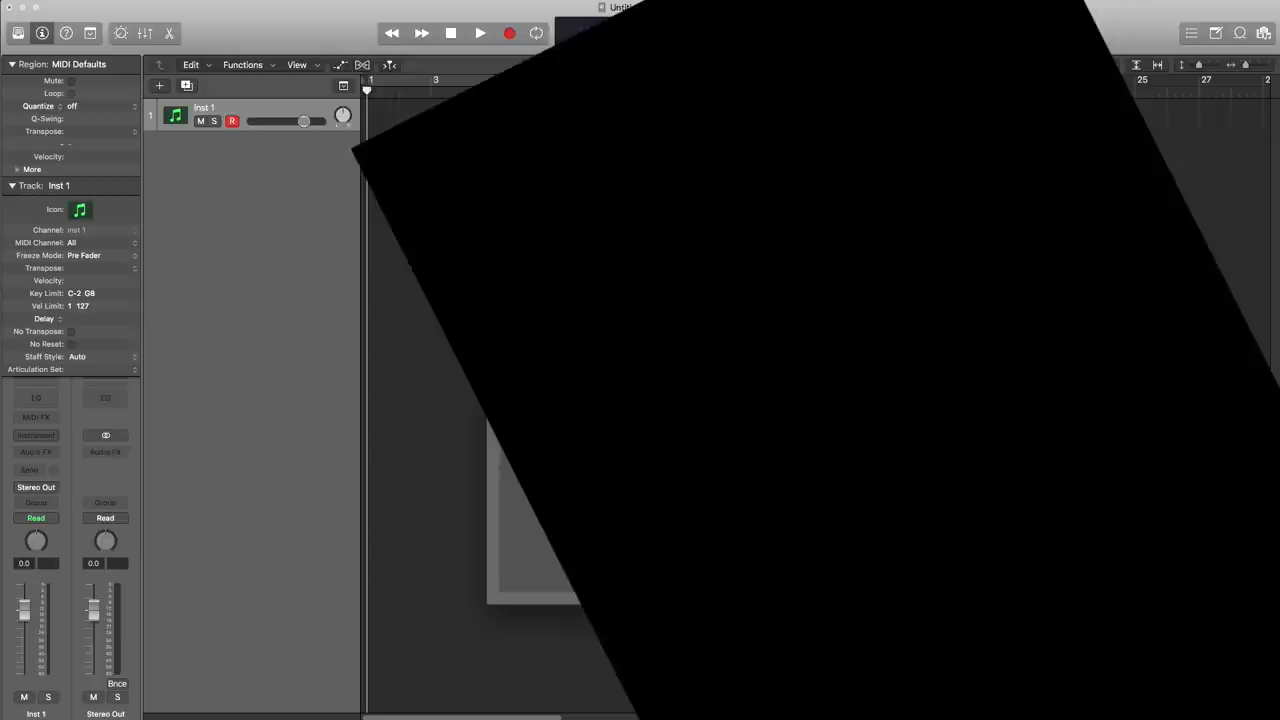 Untit
Edit Functions View
Region: MIDI Defaults
Mute:
Loop:
Quantize off
Q-Swing:
Transpose:
Velocity:
More
Track: Inst 1
Icon:
Channel: Inst 1
MIDI Channel: All
Freeze Mode: Pre Fader
Transpose:
Velocity:
Key Limit: C-2 G8
Vel Limit: 1 127
Delay
No Transpose:
No Reset:
Staff Style: Auto
Articulation Set:
EQ EQ
MIDI FX
Instrument
Audio FX Audio FX
Send
Stereo Out
Group Group
Read Read
0.0 0.0
Bnce
M S M S
Inst 1 Stereo Out
1 3 25 27 2
1 Inst 1
M S R